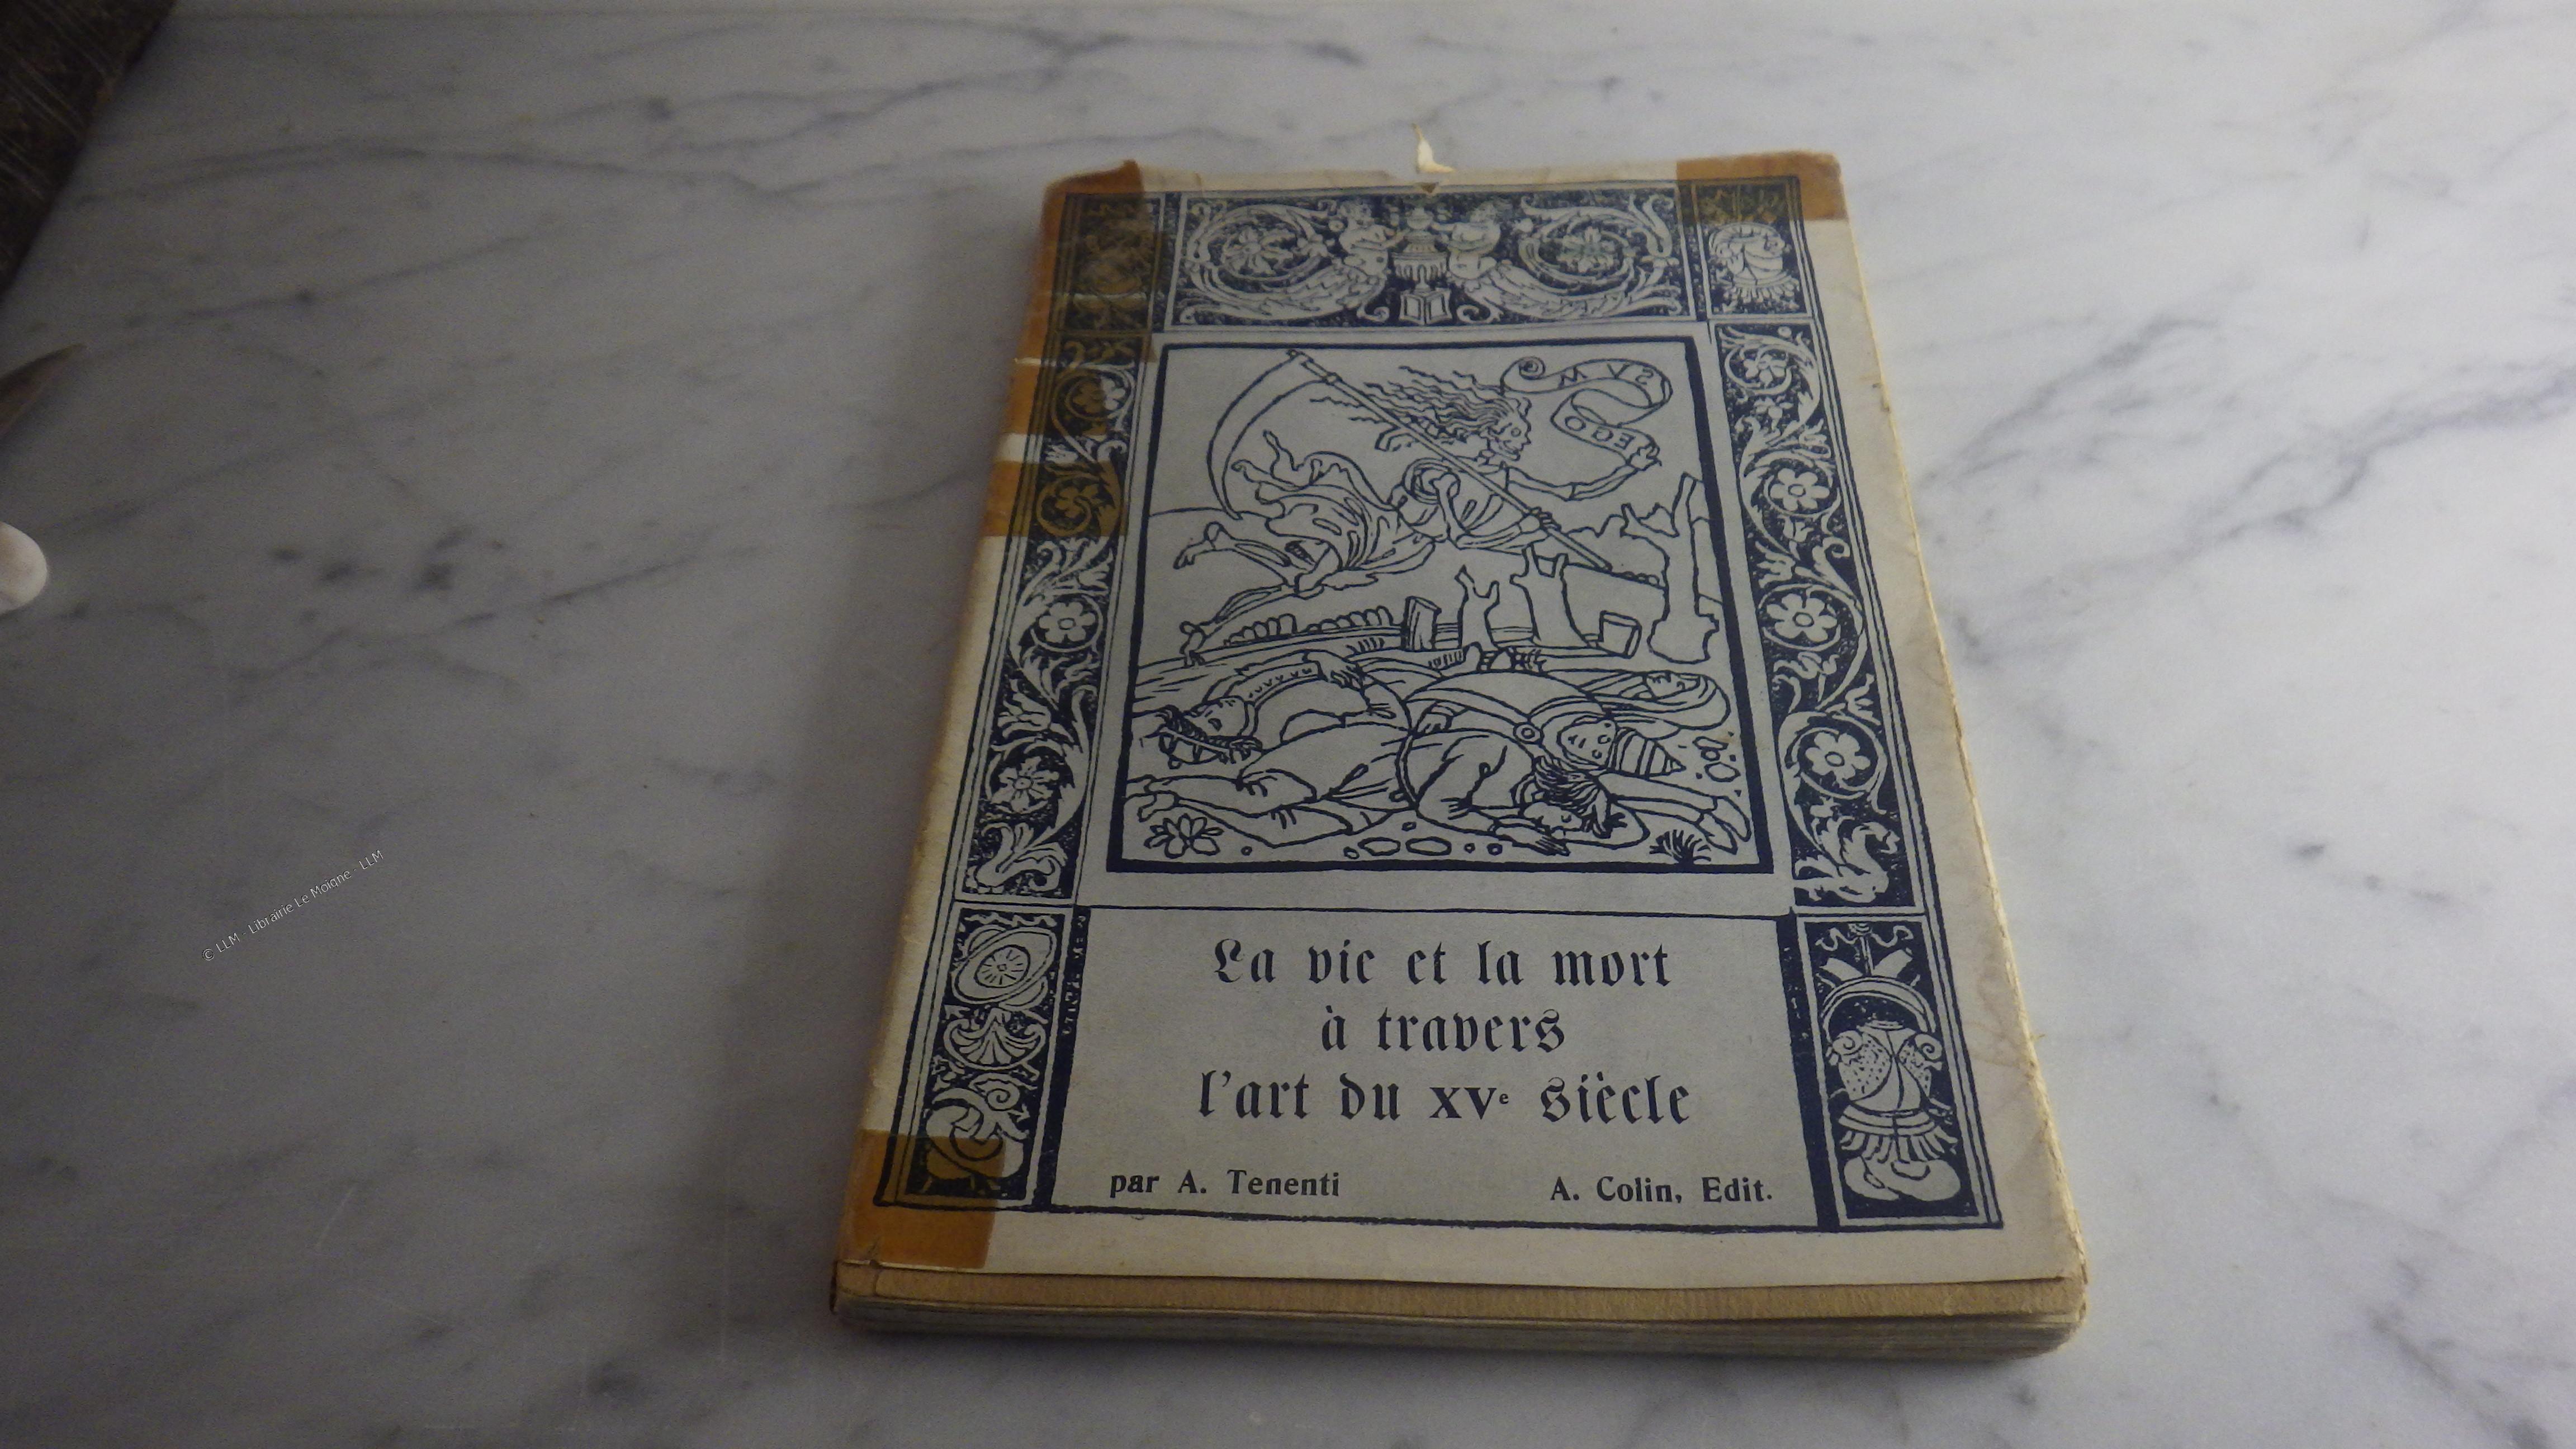 EGO
SVM
La vie et la mort
à travers
l'art du XVe siècle
par A. Tenenti A. Colin, Edit.
© LLM - Librairie Le Moigne - LLM